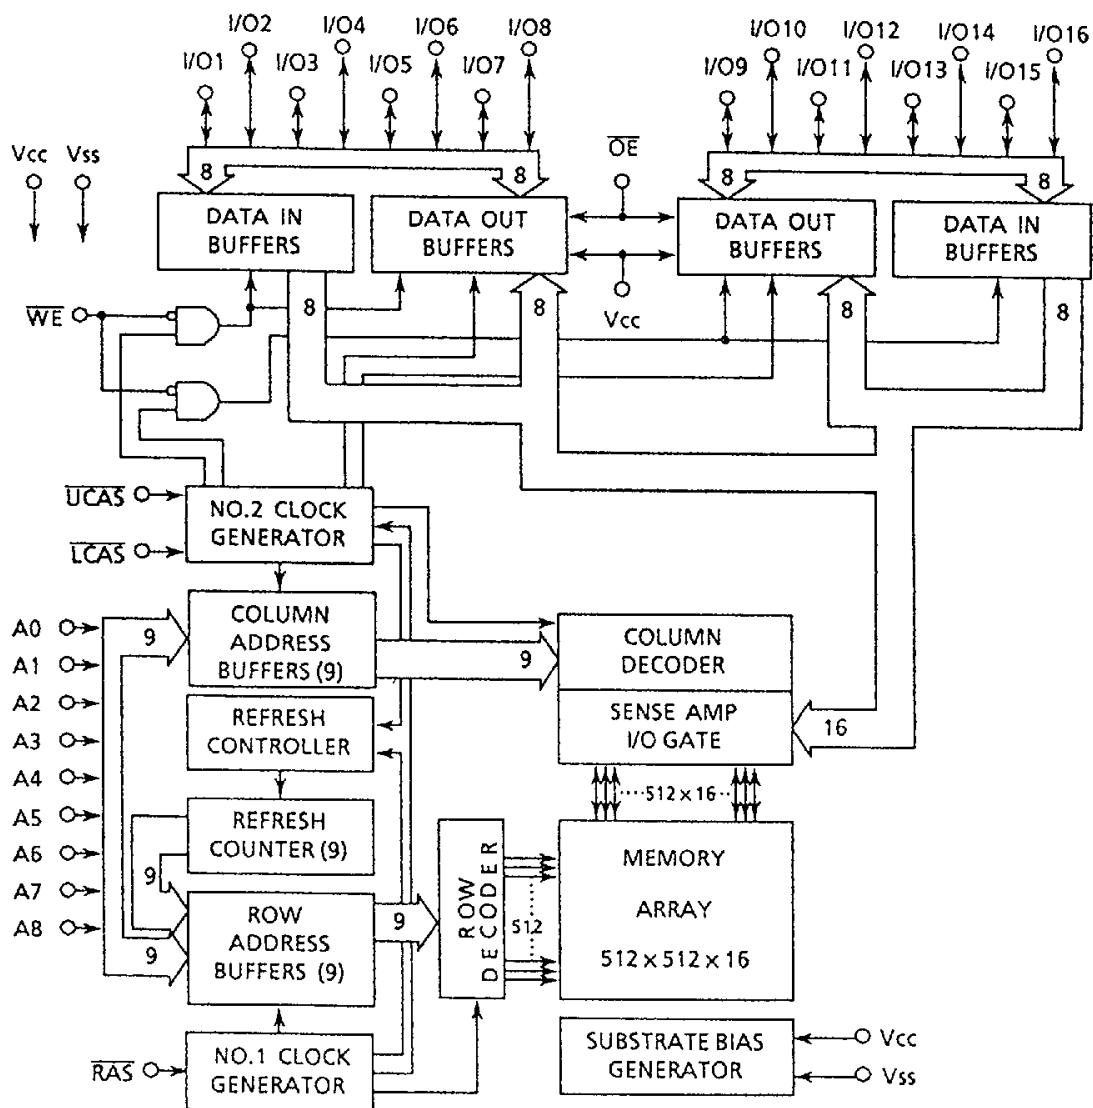 I/O2 I/O4 I/O6 I/O8
I/O1 I/O3 I/O5 I/O7
I/O10 I/O12 I/O14 I/O16
I/O9 I/O11 I/O13 I/O15
Vcc Vss
O̅E̅
8 8 8 8
DATA IN
BUFFERS
DATA OUT
BUFFERS
DATA OUT
BUFFERS
DATA IN
BUFFERS
W̅E̅
8 8 8 8
Vcc
U̅C̅A̅S̅
L̅C̅A̅S̅
NO.2 CLOCK
GENERATOR
A0
A1
A2
A3
A4
A5
A6
A7
A8
9
COLUMN
ADDRESS
BUFFERS (9)
9
COLUMN
DECODER
SENSE AMP
I/O GATE
16
REFRESH
CONTROLLER
512 × 16
REFRESH
COUNTER (9)
9
9
ROW
ADDRESS
BUFFERS (9)
9
ROW
DECODER
512
MEMORY
ARRAY
512 × 512 × 16
R̅A̅S̅
NO.1 CLOCK
GENERATOR
SUBSTRATE BIAS
GENERATOR
Vcc
Vss